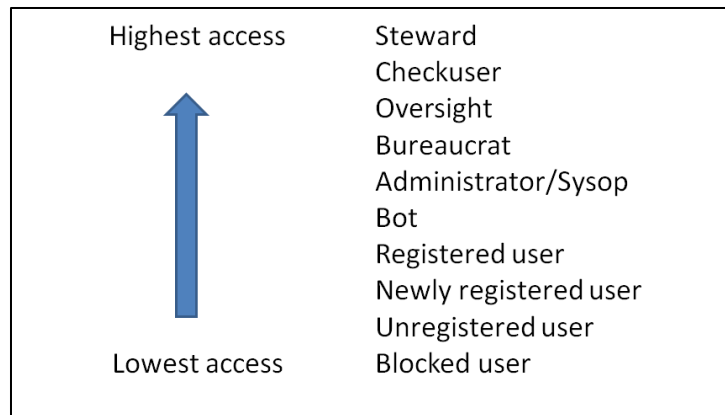 Highest access
Steward
Checkuser
Oversight
Bureaucrat
Administrator/Sysop
Bot
Registered user
Newly registered user
Unregistered user
Lowest access
Blocked user